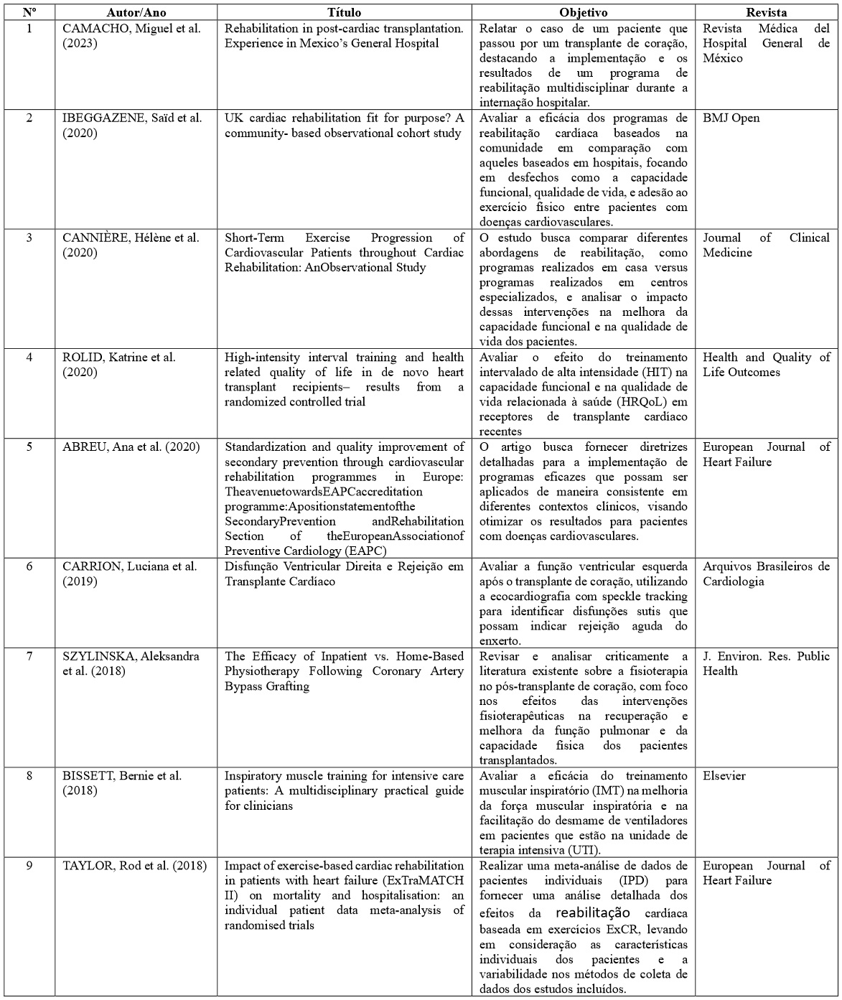 Nº Autor/Ano Título Objetivo Revista
1 CAMACHO, Miguel et al. (2023)
Rehabilitation in post-cardiac transplantation.
Experience in Mexico’s General Hospital
Relatar o caso de um paciente que
passou por um transplante de coração,
destacando a implementação e os
resultados de um programa de
reabilitação multidisciplinar durante a
internação hospitalar.
Revista Médica del
Hospital General de
México
2 IBEGGAZENE, Saïd et al.
(2020)
UK cardiac rehabilitation fit for purpose? A
community- based observational cohort study
Avaliar a eficácia dos programas de
reabilitação cardíaca baseados na
comunidade em comparação com
aqueles baseados em hospitais, focando
em desfechos como a capacidade
funcional, qualidade de vida, e adesão ao
exercício físico entre pacientes com
doenças cardiovasculares.
BMJ Open
3 CANNIÈRE, Hélène et al.
(2020)
Short-Term Exercise Progression of
Cardiovascular Patients throughout Cardiac
Rehabilitation: AnObservational Study
O estudo busca comparar diferentes
abordagens de reabilitação, como
programas realizados em casa versus
programas realizados em centros
especializados, e analisar o impacto
dessas intervenções na melhora da
capacidade funcional e na qualidade de
vida dos pacientes.
Journal of Clinical
Medicine
4 ROLID, Katrine et al.
(2020)
High-intensity interval training and health
related quality of life in de novo heart
transplant recipients– results from a
randomized controlled trial
Avaliar o efeito do treinamento
intervalado de alta intensidade (HIT) na
capacidade funcional e na qualidade de
vida relacionada à saúde (HRQoL) em
receptores de transplante cardíaco
recentes
Health and Quality of
Life Outcomes
5 ABREU, Ana et al. (2020)
Standardization and quality improvement of
secondary prevention through cardiovascular
rehabilitation programmes in Europe:
TheavenuetowardsEAPCaccreditation
programme:Apositionstatementofthe
SecondaryPrevention andRehabilitation
Section of theEuropeanAssociationof
Preventive Cardiology (EAPC)
O artigo busca fornecer diretrizes
detalhadas para a implementação de
programas eficazes que possam ser
aplicados de maneira consistente em
diferentes contextos clínicos, visando
otimizar os resultados para pacientes
com doenças cardiovasculares.
European Journal of
Heart Failure
6 CARRION, Luciana et al.
(2019)
Disfunção Ventricular Direita e Rejeição em
Transplante Cardíaco
Avaliar a função ventricular esquerda
após o transplante de coração, utilizando
a ecocardiografia com speckle tracking
para identificar disfunções sutis que
possam indicar rejeição aguda do
enxerto.
Arquivos Brasileiros de
Cardiologia
7 SZYLINSKA, Aleksandra
et al. (2018)
The Efficacy of Inpatient vs. Home-Based
Physiotherapy Following Coronary Artery
Bypass Grafting
Revisar e analisar criticamente a
literatura existente sobre a fisioterapia
no pós-transplante de coração, com foco
nos efeitos das intervenções
fisioterapêuticas na recuperação e
melhora da função pulmonar e da
capacidade física dos pacientes
transplantados.
J. Environ. Res. Public
Health
8 BISSETT, Bernie et al.
(2018)
Inspiratory muscle training for intensive care
patients: A multidisciplinary practical guide
for clinicians
Avaliar a eficácia do treinamento
muscular inspiratório (IMT) na melhoria
da força muscular inspiratória e na
facilitação do desmame de ventiladores
em pacientes que estão na unidade de
terapia intensiva (UTI).
Elsevier
9 TAYLOR, Rod et al. (2018)
Impact of exercise-based cardiac rehabilitation
in patients with heart failure (ExTraMATCH
II) on mortality and hospitalisation: an
individual patient data meta-analysis of
randomised trials
Realizar uma meta-análise de dados de
pacientes individuais (IPD) para
fornecer uma análise detalhada dos
efeitos da reabilitação cardíaca
baseada em exercícios ExCR, levando
em consideração as características
individuais dos pacientes e a
variabilidade nos métodos de coleta de
dados dos estudos incluídos.
European Journal of
Heart Failure